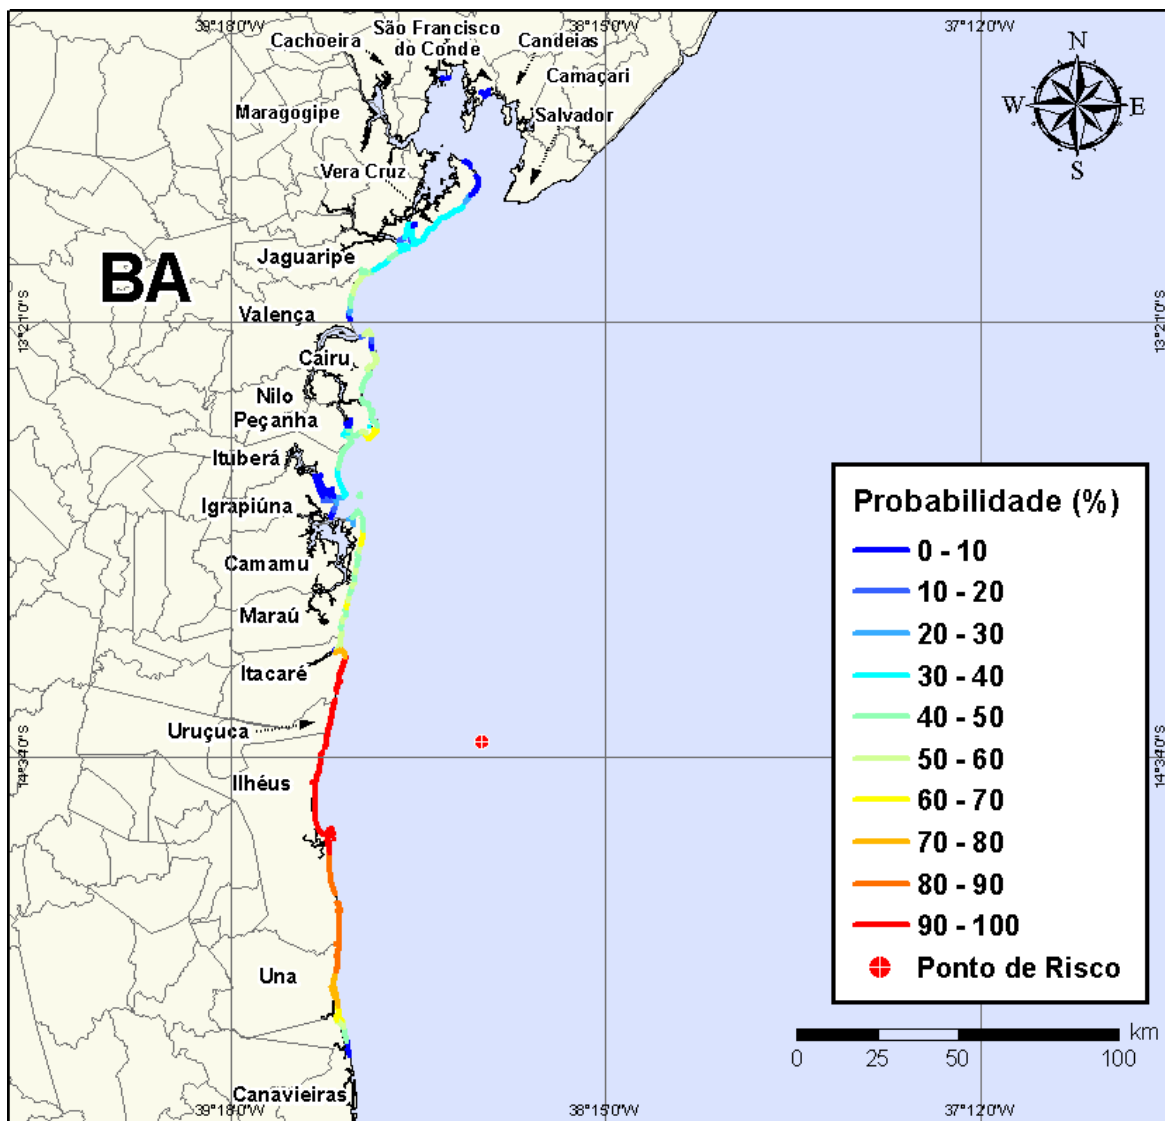 39°18'0"W
38°15'0"W
37°12'0"W
São Francisco
do Conde
Cachoeira
Candeias
Camaçari
Maragogipe
Salvador
Vera Cruz
N
W
E
S
Jaguaripe
BA
Valença
13°21'0"S
13°21'0"S
Cairu
Nilo
Peçanha
Ituberá
Igrapiúna
Camamu
Maraú
Itacaré
Uruçuca
14°34'0"S
14°34'0"S
Ilhéus
Una
Canavieiras
Probabilidade (%)
0 - 10
10 - 20
20 - 30
30 - 40
40 - 50
50 - 60
60 - 70
70 - 80
80 - 90
90 - 100
Ponto de Risco
km
0 25 50 100
39°18'0"W
38°15'0"W
37°12'0"W